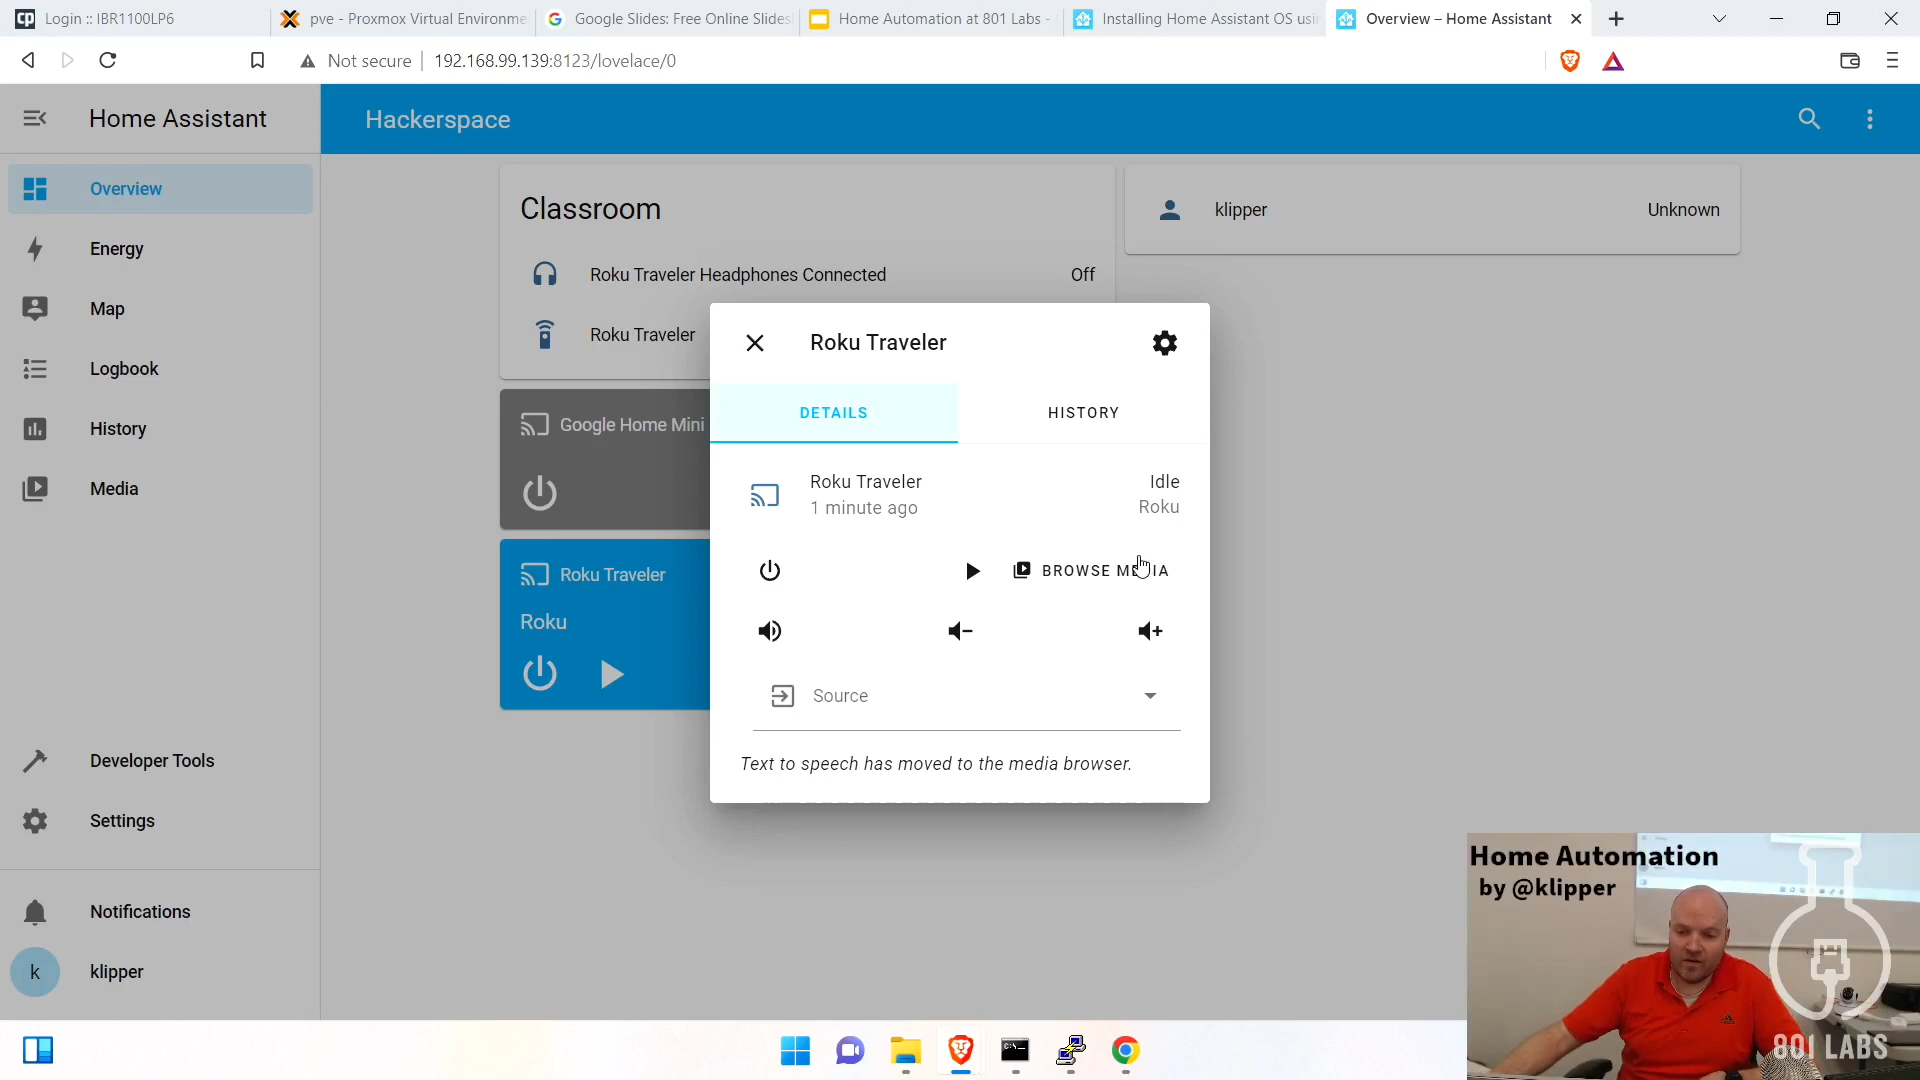 Login :: IBR1100LP6
pve - Proxmox Virtual Environme
Google Slides: Free Online Slides
Home Automation at 801 Labs -
Installing Home Assistant OS usin
Overview – Home Assistant
Not secure
192.168.99.139:8123/lovelace/0
Home Assistant
Hackerspace
Overview
Energy
Map
Logbook
History
Media
Developer Tools
Settings
Notifications
k
klipper
Classroom
Roku Traveler Headphones Connected
Off
Roku Traveler
Google Home Mini
Roku Traveler
Roku
klipper
Unknown
Roku Traveler
DETAILS
HISTORY
Roku Traveler
Idle
1 minute ago
Roku
BROWSE MEDIA
Source
Text to speech has moved to the media browser.
Home Automation
by @klipper
801 LABS